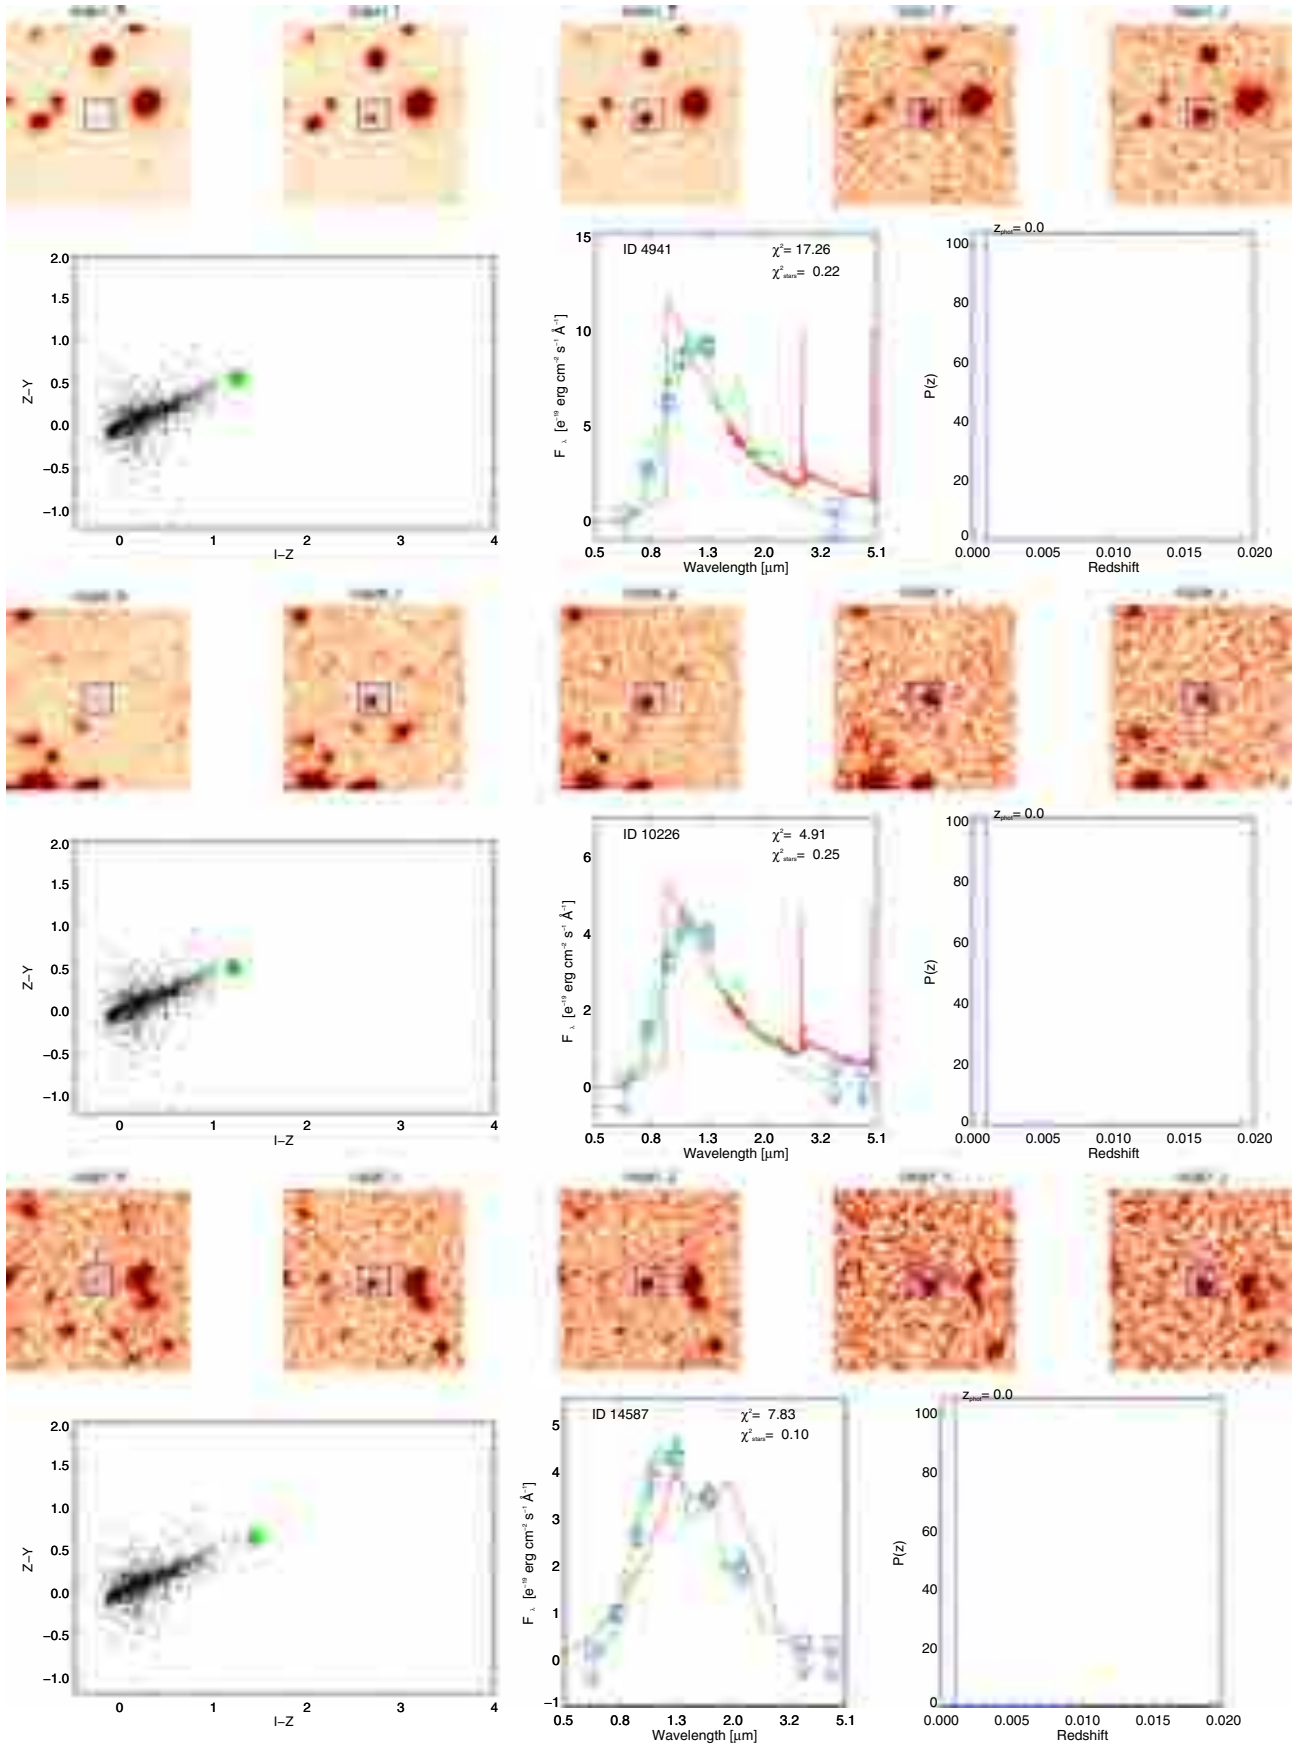 ID 4941
χ²= 17.26
χ²stars= 0.22
zphot= 0.0
15
10
5
0
F λ [e⁻¹⁹ erg cm⁻² s⁻¹ Å⁻¹]
0.5 0.8 1.3 2.0 3.2 5.1
Wavelength [μm]
2.0
1.5
1.0
0.5
0.0
−0.5
−1.0
Z−Y
0 1 2 3 4
I−Z
100
80
60
40
20
0
P(z)
0.000 0.005 0.010 0.015 0.020
Redshift
ID 10226
χ²= 4.91
χ²stars= 0.25
zphot= 0.0
6
4
2
0
F λ [e⁻¹⁹ erg cm⁻² s⁻¹ Å⁻¹]
0.5 0.8 1.3 2.0 3.2 5.1
Wavelength [μm]
2.0
1.5
1.0
0.5
0.0
−0.5
−1.0
Z−Y
0 1 2 3 4
I−Z
100
80
60
40
20
0
P(z)
0.000 0.005 0.010 0.015 0.020
Redshift
ID 14587
χ²= 7.83
χ²stars= 0.10
zphot= 0.0
5
4
3
2
1
0
−1
F λ [e⁻¹⁹ erg cm⁻² s⁻¹ Å⁻¹]
0.5 0.8 1.3 2.0 3.2 5.1
Wavelength [μm]
2.0
1.5
1.0
0.5
0.0
−0.5
−1.0
Z−Y
0 1 2 3 4
I−Z
100
80
60
40
20
0
P(z)
0.000 0.005 0.010 0.015 0.020
Redshift